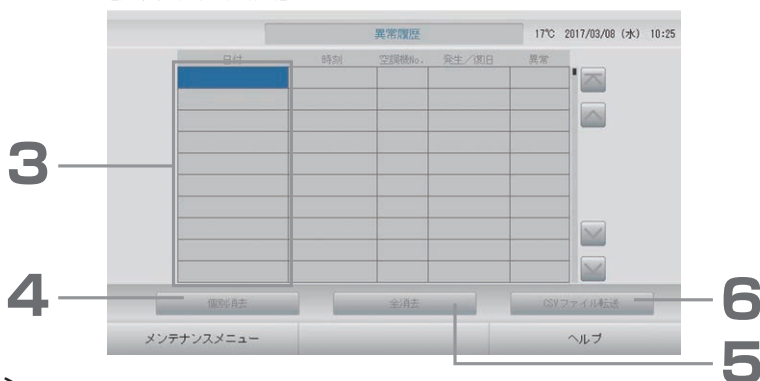 異常履歴 17℃ 2017/03/08 (水) 10:25
日付 時刻 空調機No. 発生/復旧 異常
3
4 個別消去 全消去 CSVファイル転送 6
メンテナンスメニュー ヘルプ
5